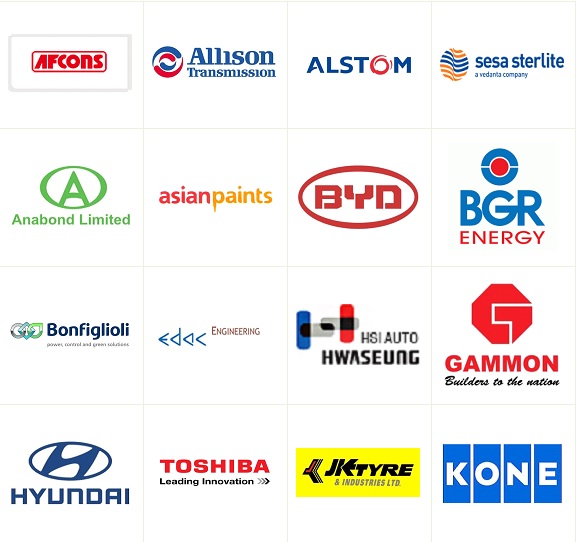 AFCONS
Allison
Transmission
ALSTOM
sesa sterlite
a vedanta company
Anabond Limited
asianpaints
BYD
BGR
ENERGY
Bonfiglioli
power, control and green solutions
edac ENGINEERING
HSI AUTO
HWASEUNG
GAMMON
Builders to the nation
HYUNDAI
TOSHIBA
Leading Innovation >>>
JK TYRE
& INDUSTRIES LTD.
KONE